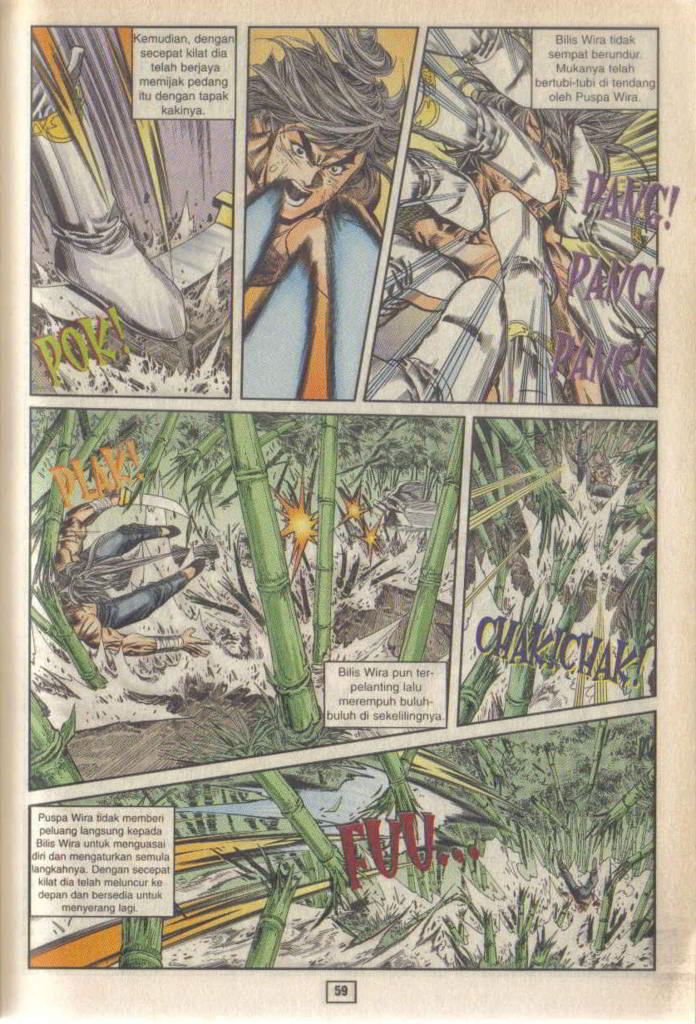 Kemudian, dengan
secepat kilat dia
telah berjaya
memijak pedang
itu dengan tapak
kakinya.
POK!
Bilis Wira tidak
sempat berundur.
Mukanya telah
bertubi-tubi di tendang
oleh Puspa Wira.
PANG!
PANG!
PANG!
PLAK!
Bilis Wira pun ter-
pelanting lalu
merempuh buluh-
buluh di sekelilingnya.
CHAK!CHAK!
Puspa Wira tidak memberi
peluang langsung kepada
Bilis Wira untuk menguasai
diri dan mengaturkan semula
langkahnya. Dengan secepat
kilat dia telah meluncur ke
depan dan bersedia untuk
menyerang lagi.
FUU...
59